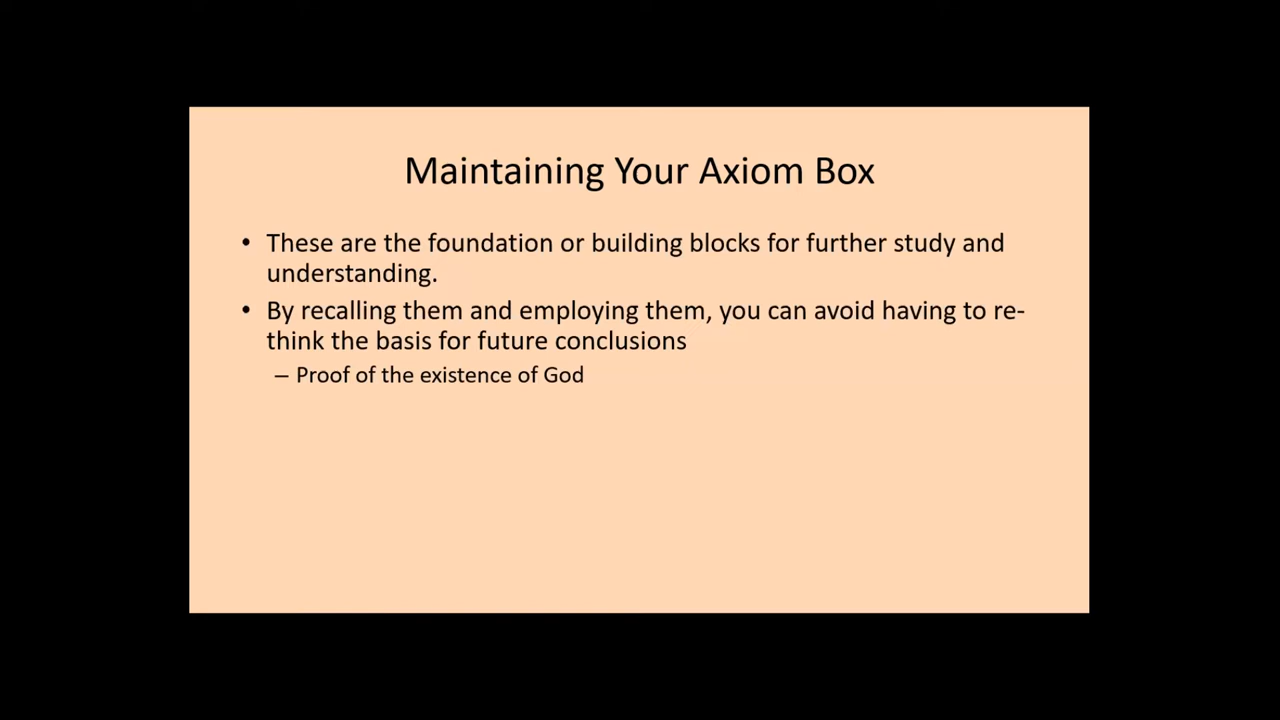 Maintaining Your Axiom Box
• These are the foundation or building blocks for further study and
understanding.
• By recalling them and employing them, you can avoid having to re-
think the basis for future conclusions
– Proof of the existence of God